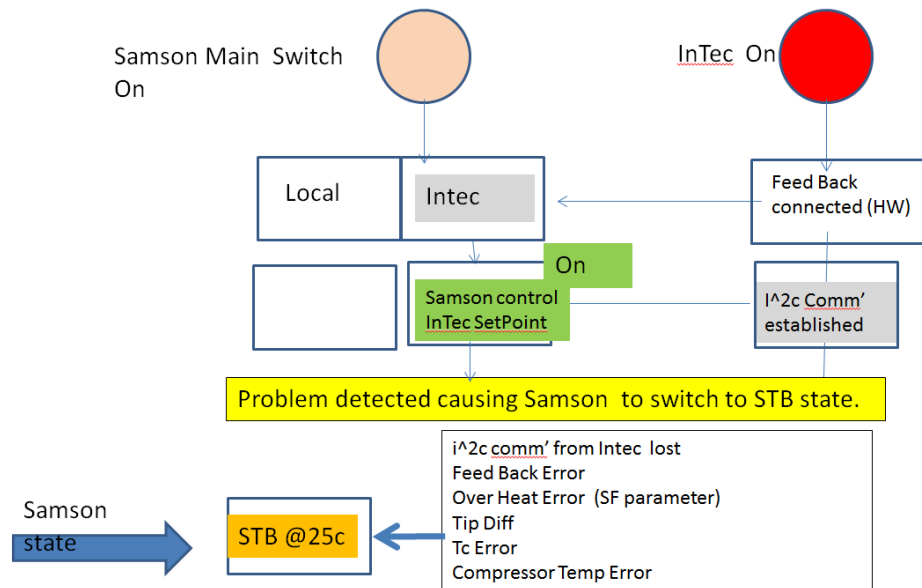 Samson Main Switch
On
InTec On
Local
Intec
Feed Back
connected (HW)
On
Samson control
InTec SetPoint
I^2c Comm’
established
Problem detected causing Samson to switch to STB state.
i^2c comm’ from Intec lost
Feed Back Error
Over Heat Error (SF parameter)
Tip Diff
Tc Error
Compressor Temp Error
Samson
state
STB @25c